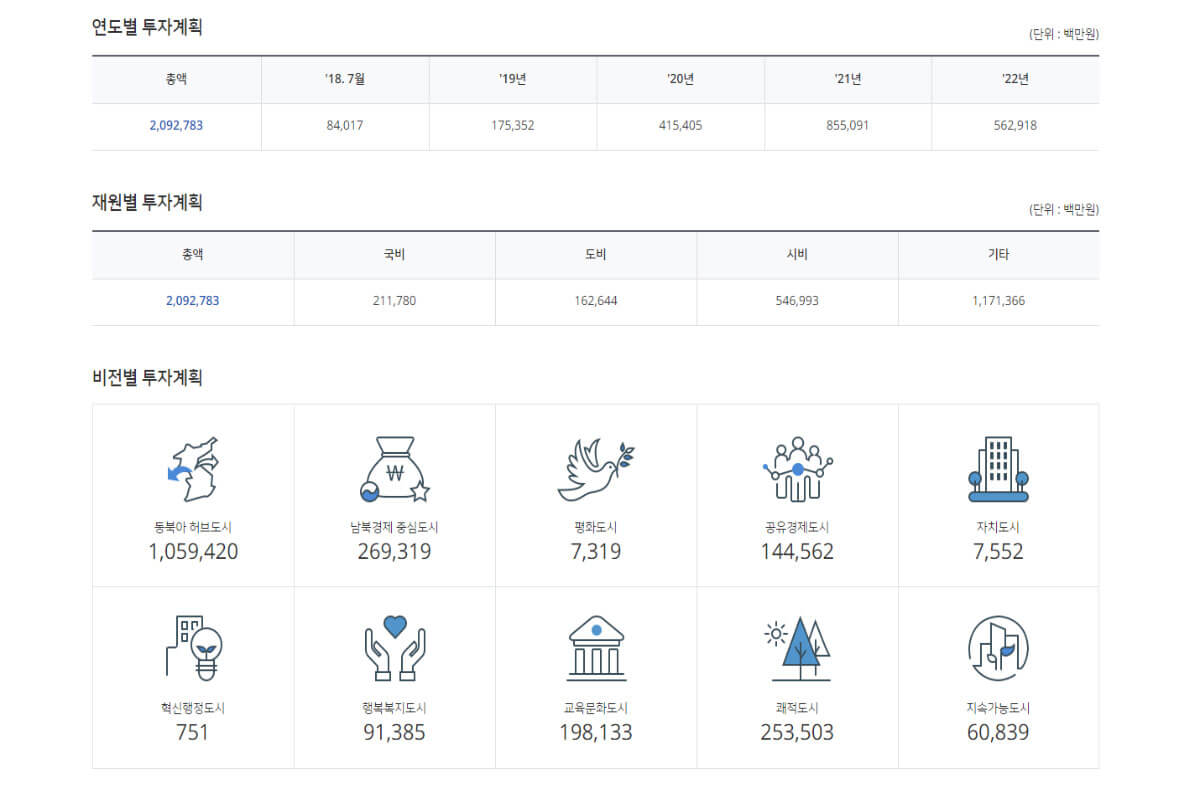 연도별 투자계획
(단위 : 백만원)
총액 '18. 7월 '19년 '20년 '21년 '22년
2,092,783 84,017 175,352 415,405 855,091 562,918
재원별 투자계획
(단위 : 백만원)
총액 국비 도비 시비 기타
2,092,783 211,780 162,644 546,993 1,171,366
비전별 투자계획
₩
동북아 허브도시 남북경제 중심도시 평화도시 공유경제도시 자치도시
1,059,420 269,319 7,319 144,562 7,552
혁신행정도시 행복복지도시 교육문화도시 쾌적도시 지속가능도시
751 91,385 198,133 253,503 60,839